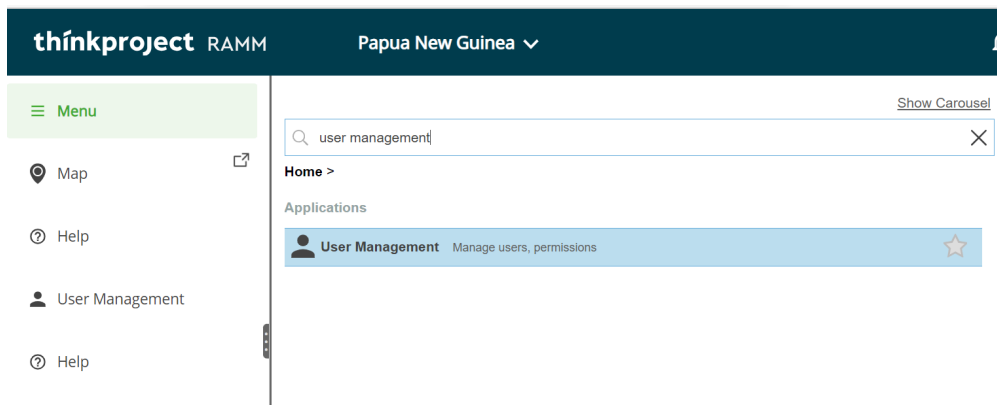 thinkproject RAMM
Papua New Guinea
Menu
Map
Help
User Management
Help
Show Carousel
user management
Home >
Applications
User Management Manage users, permissions